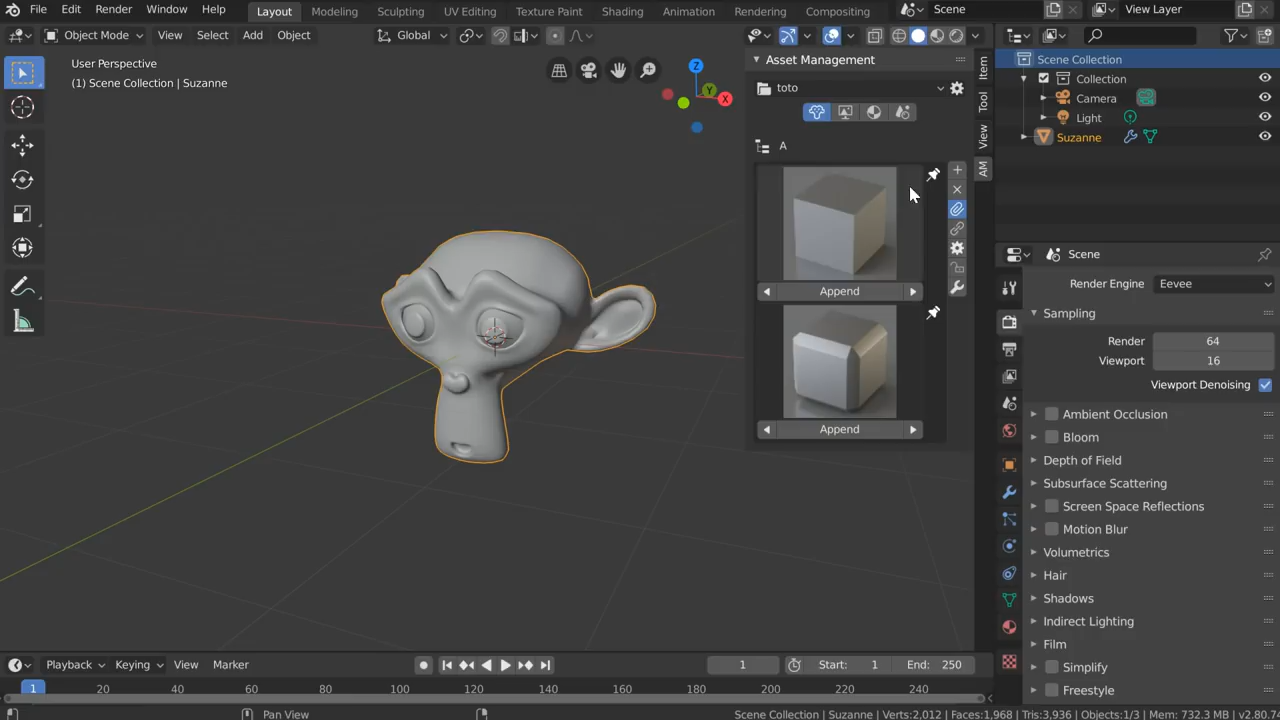 File Edit Render Window Help Layout Modeling Sculpting UV Editing Texture Paint Shading Animation Rendering Compositing Scene View Layer
Object Mode View Select Add Object Global
User Perspective
(1) Scene Collection | Suzanne
Z
Y
X
Asset Management
toto
A
Append
Append
Item
Tool
View
AM
Scene Collection
Collection
Camera
Light
Suzanne
Scene
Render Engine Eevee
Sampling
Render 64
Viewport 16
Viewport Denoising
Ambient Occlusion
Bloom
Depth of Field
Subsurface Scattering
Screen Space Reflections
Motion Blur
Volumetrics
Hair
Shadows
Indirect Lighting
Film
Simplify
Freestyle
Playback Keying View Marker 1 Start: 1 End: 250
1 20 40 60 80 100 120 140 160 180 200 220 240
Pan View Scene Collection | Suzanne | Verts:2,012 | Faces:1,968 | Tris:3,936 | Objects:1/3 | Mem: 732.3 MB | v2.80.74